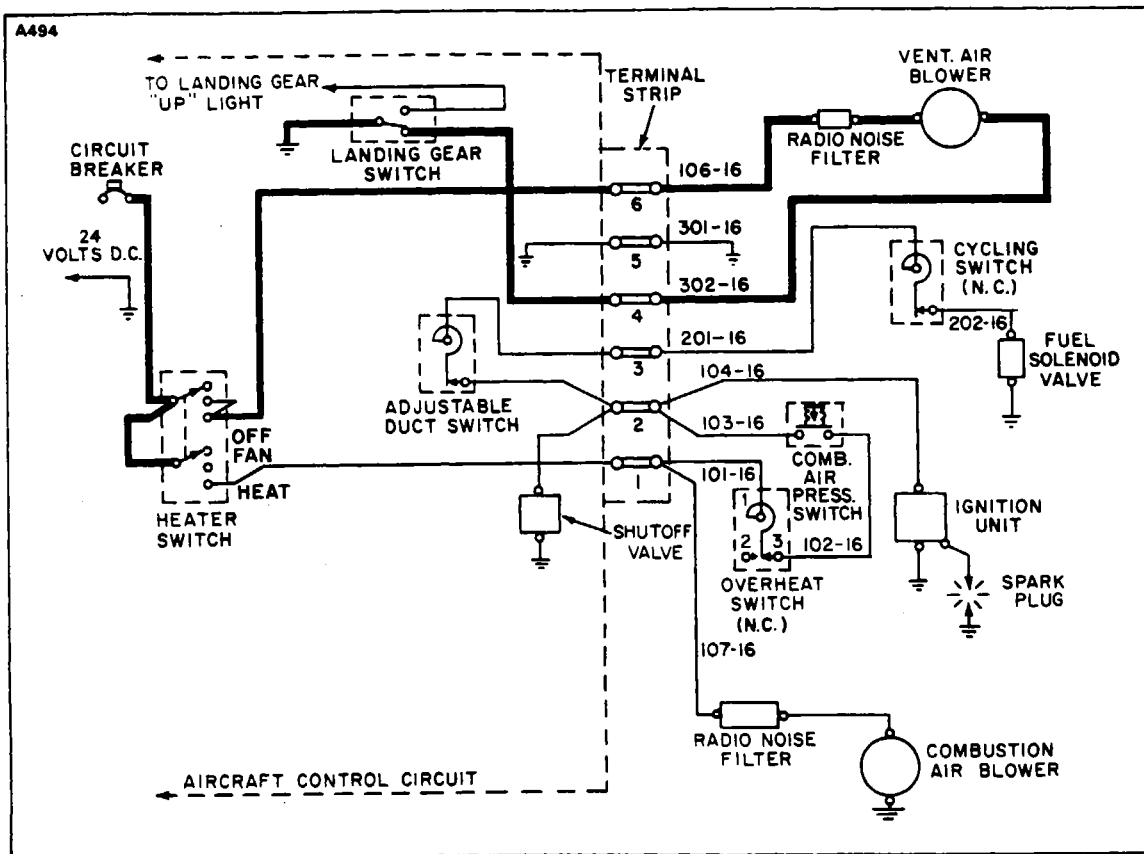 A494
TO LANDING GEAR
"UP" LIGHT
LANDING GEAR
SWITCH
TERMINAL
STRIP
VENT. AIR
BLOWER
RADIO NOISE
FILTER
CIRCUIT
BREAKER
24
VOLTS D.C.
106-16
6
301-16
5
302-16
4
201-16
3
104-16
2
103-16
101-16
1
CYCLING
SWITCH
(N.C.)
202-16
FUEL
SOLENOID
VALVE
ADJUSTABLE
DUCT SWITCH
OFF
FAN
HEAT
HEATER
SWITCH
SHUTOFF
VALVE
COMB.
AIR
PRESS.
SWITCH
1
2 3
102-16
OVERHEAT
SWITCH
(N.C.)
IGNITION
UNIT
SPARK
PLUG
107-16
RADIO NOISE
FILTER
COMBUSTION
AIR BLOWER
AIRCRAFT CONTROL CIRCUIT